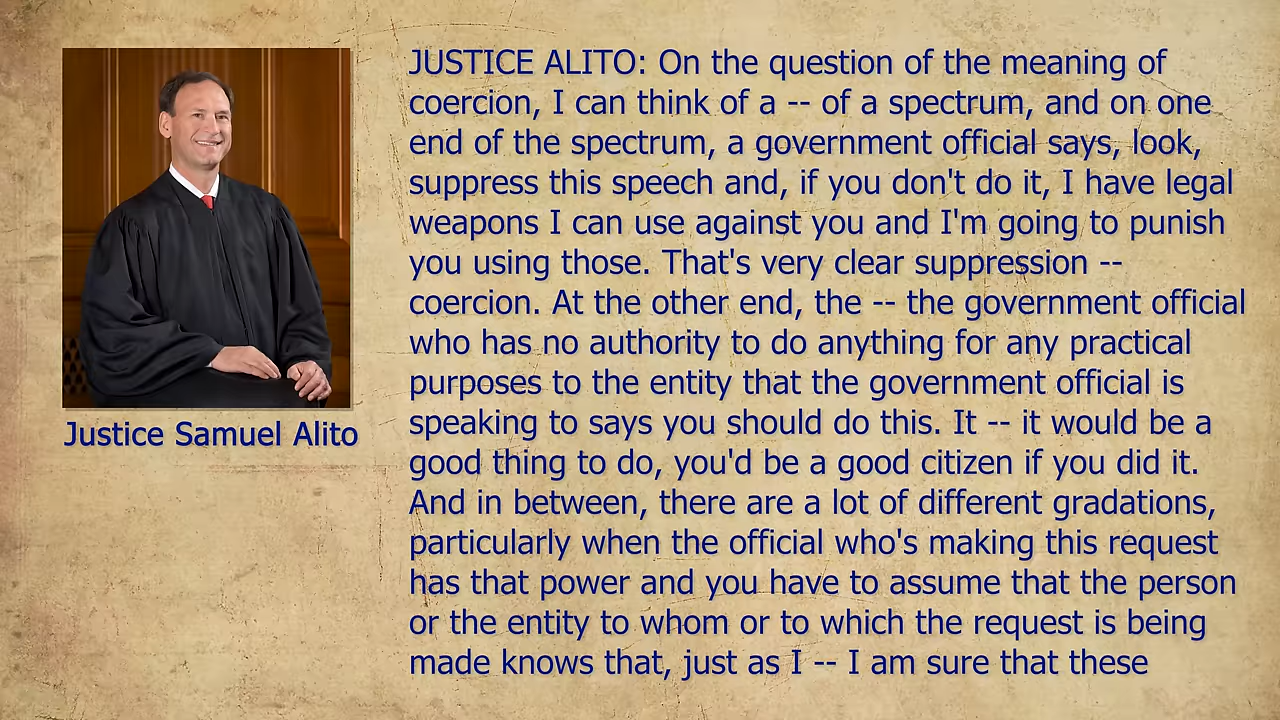 JUSTICE ALITO: On the question of the meaning of
coercion, I can think of a -- of a spectrum, and on one
end of the spectrum, a government official says, look,
suppress this speech and, if you don't do it, I have legal
weapons I can use against you and I'm going to punish
you using those. That's very clear suppression --
coercion. At the other end, the -- the government official
who has no authority to do anything for any practical
purposes to the entity that the government official is
speaking to says you should do this. It -- it would be a
good thing to do, you'd be a good citizen if you did it.
And in between, there are a lot of different gradations,
particularly when the official who's making this request
has that power and you have to assume that the person
or the entity to whom or to which the request is being
made knows that, just as I -- I am sure that these
Justice Samuel Alito